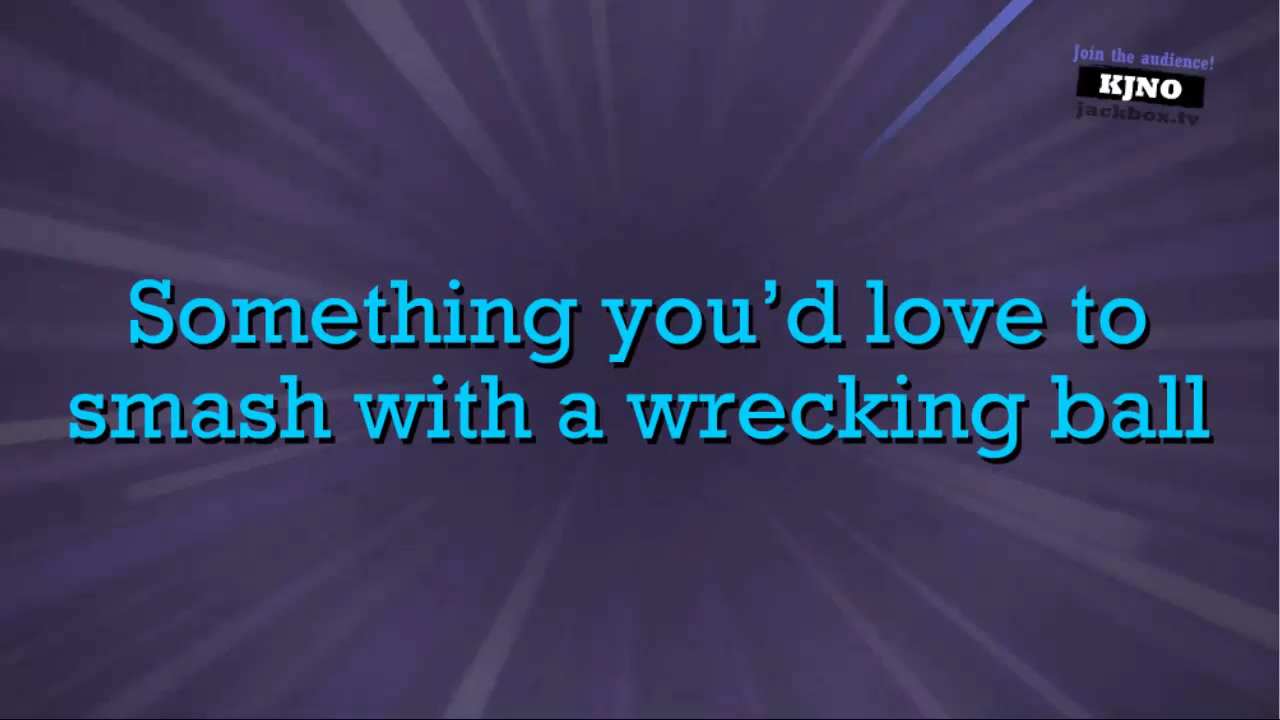 Join the audience!
KJNO
jackbox.tv
Something you’d love to
smash with a wrecking ball